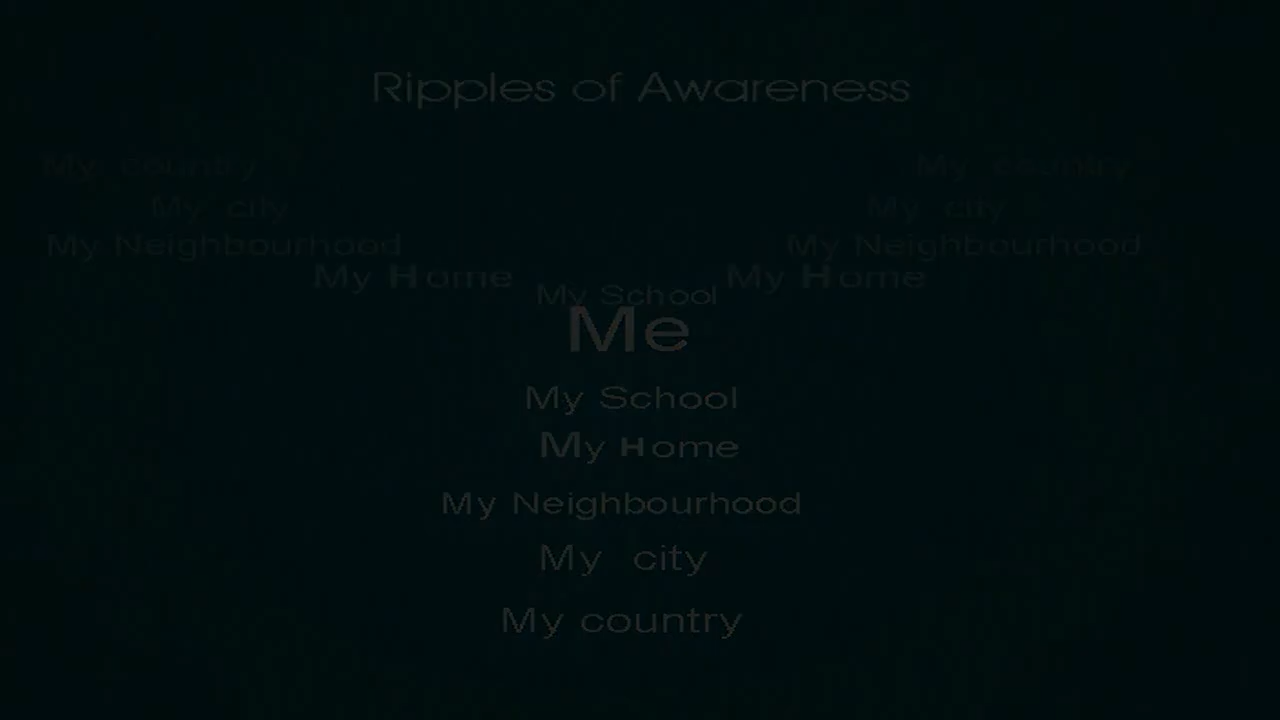 Ripples of Awareness
My country My country
My city My city
My Neighbourhood My Neighbourhood
My Home My Home
My School
Me
My School
My Home
My Neighbourhood
My city
My country